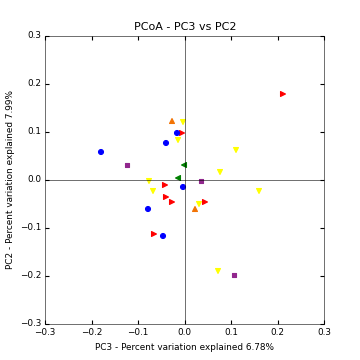 PCoA - PC3 vs PC2
0.3
0.2
0.1
0.0
−0.1
−0.2
−0.3
PC2 - Percent variation explained 7.99%
−0.3 −0.2 −0.1 0.0 0.1 0.2 0.3
PC3 - Percent variation explained 6.78%